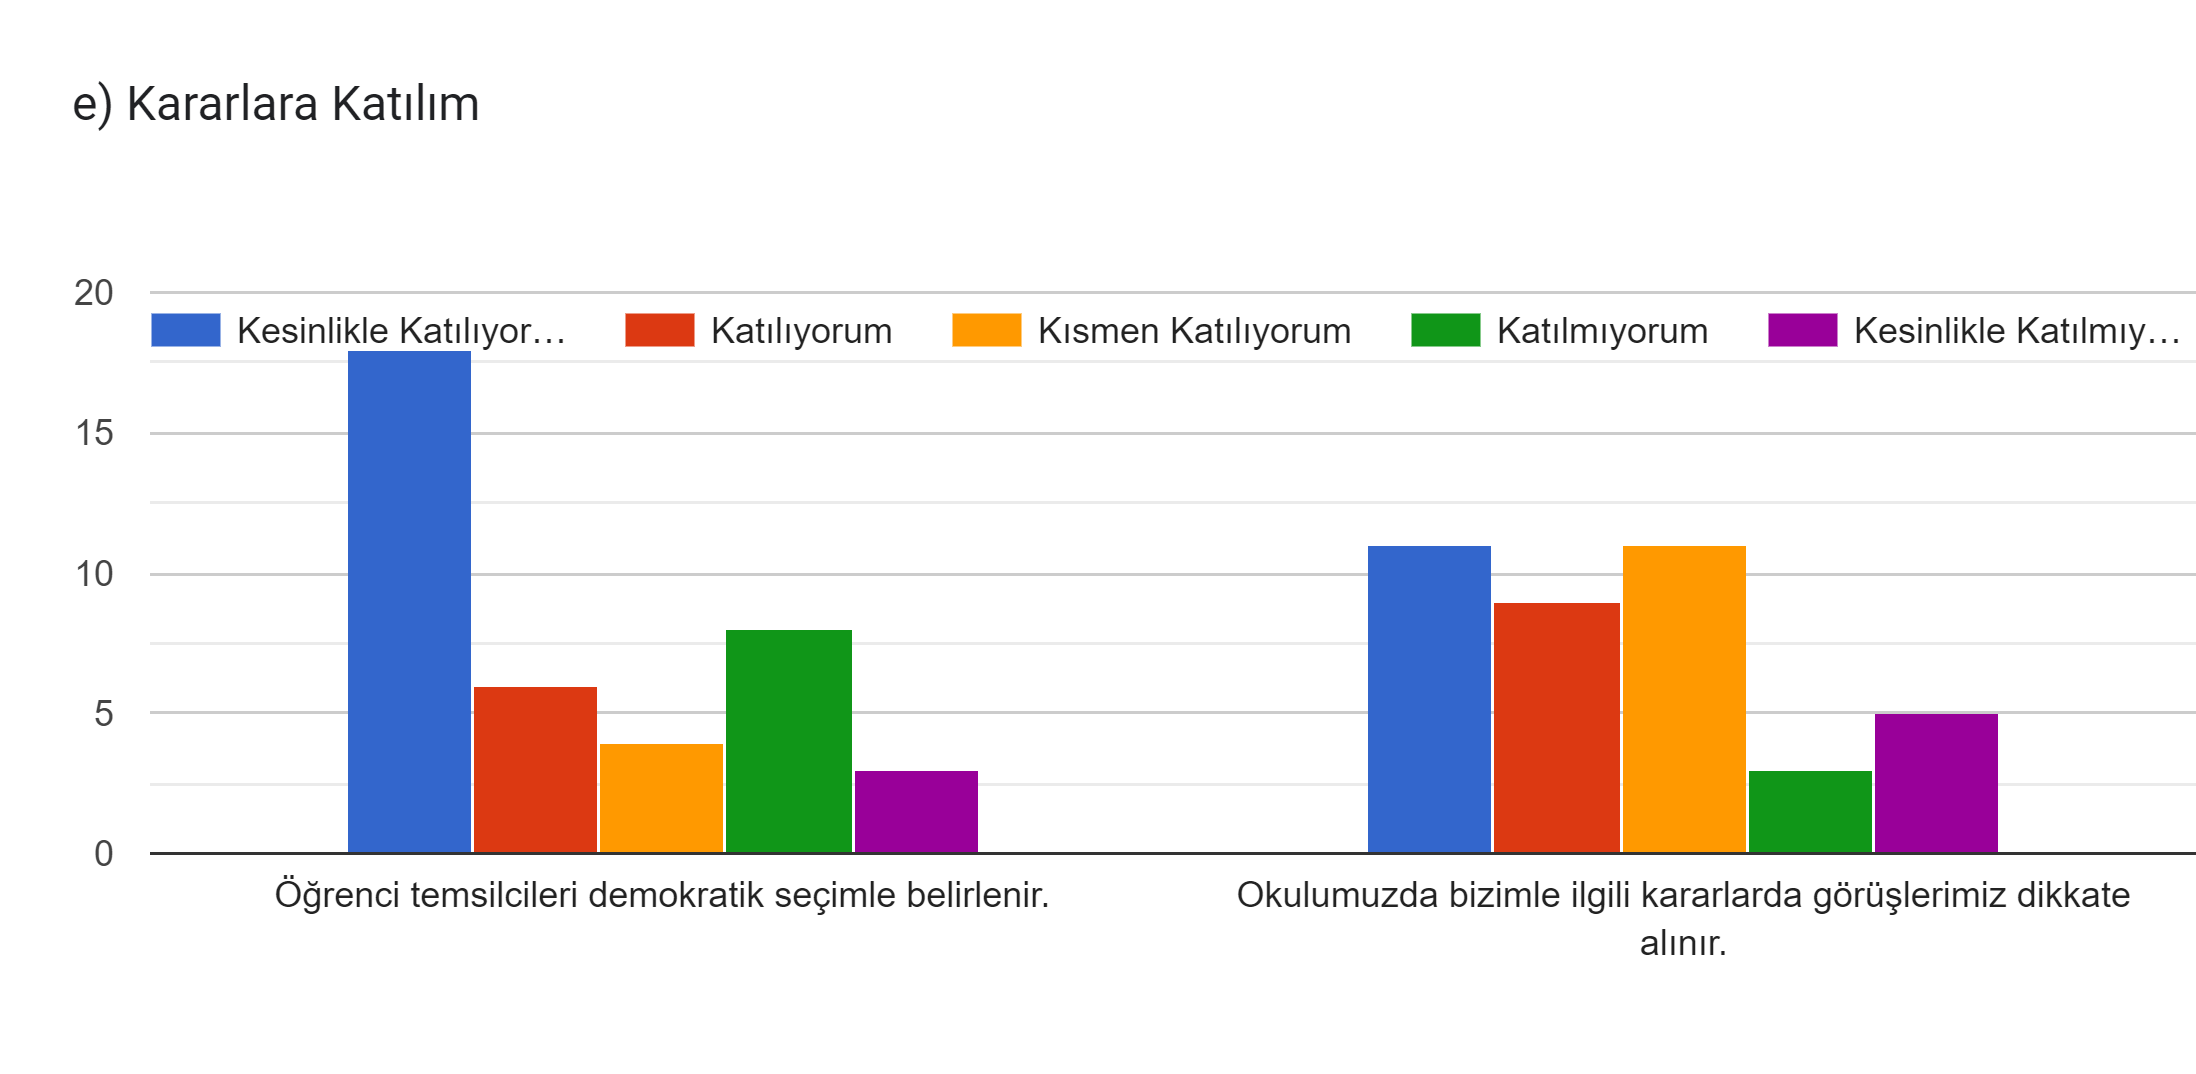 e) Kararlara Katılım
20
Kesinlikle Katılıyor…
Katılıyorum
Kısmen Katılıyorum
Katılmıyorum
Kesinlikle Katılmıy…
15
10
5
0
Öğrenci temsilcileri demokratik seçimle belirlenir.
Okulumuzda bizimle ilgili kararlarda görüşlerimiz dikkate
alınır.